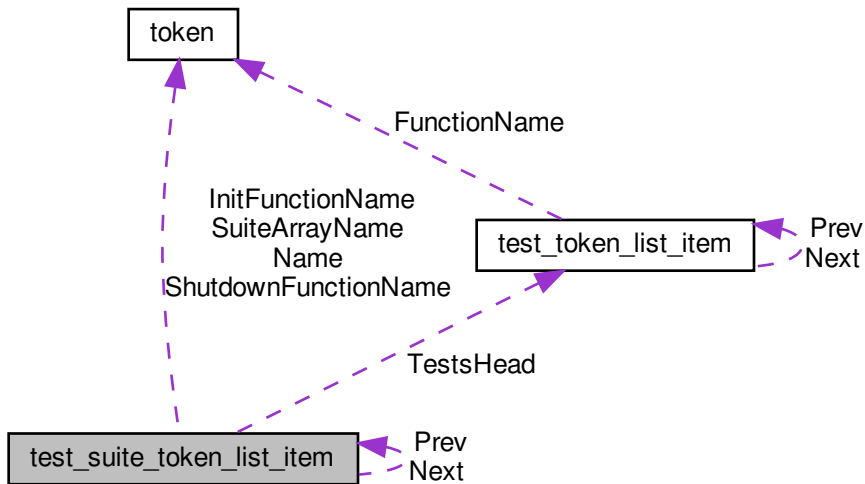 token
FunctionName
InitFunctionName
SuiteArrayName
Name
ShutdownFunctionName
test_token_list_item
Prev
Next
TestsHead
test_suite_token_list_item
Prev
Next